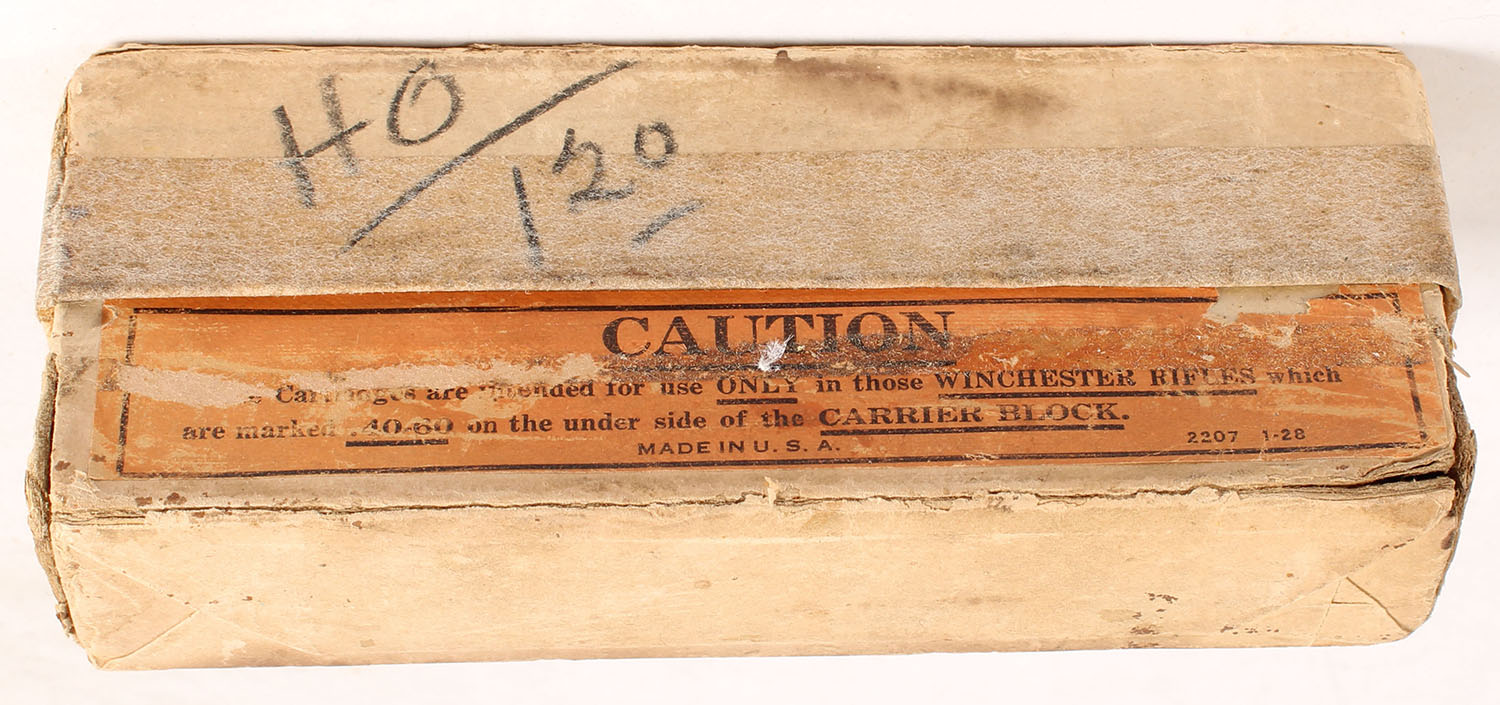 HO/120
CAUTION
Cartridges are intended for use ONLY in those WINCHESTER RIFLES which
are marked .40-60 on the under side of the CARRIER BLOCK.
MADE IN U. S. A.
2207 1-28